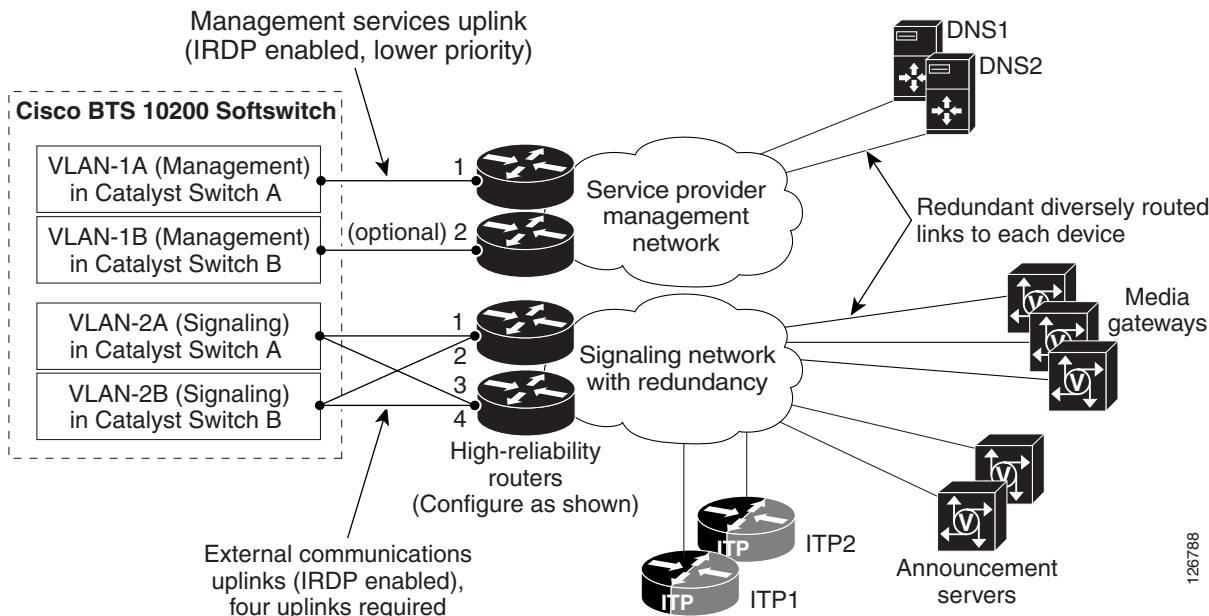 Management services uplink
(IRDP enabled, lower priority)
DNS1
DNS2
Cisco BTS 10200 Softswitch
VLAN-1A (Management)
in Catalyst Switch A
1
VLAN-1B (Management)
in Catalyst Switch B
(optional) 2
Service provider
management
network
Redundant diversely routed
links to each device
VLAN-2A (Signaling)
in Catalyst Switch A
1
2
VLAN-2B (Signaling)
in Catalyst Switch B
3
4
Signaling network
with redundancy
V
V
V
Media
gateways
High-reliability
routers
(Configure as shown)
External communications
uplinks (IRDP enabled),
four uplinks required
ITP
ITP2
ITP
ITP1
V
V
Announcement
servers
126788